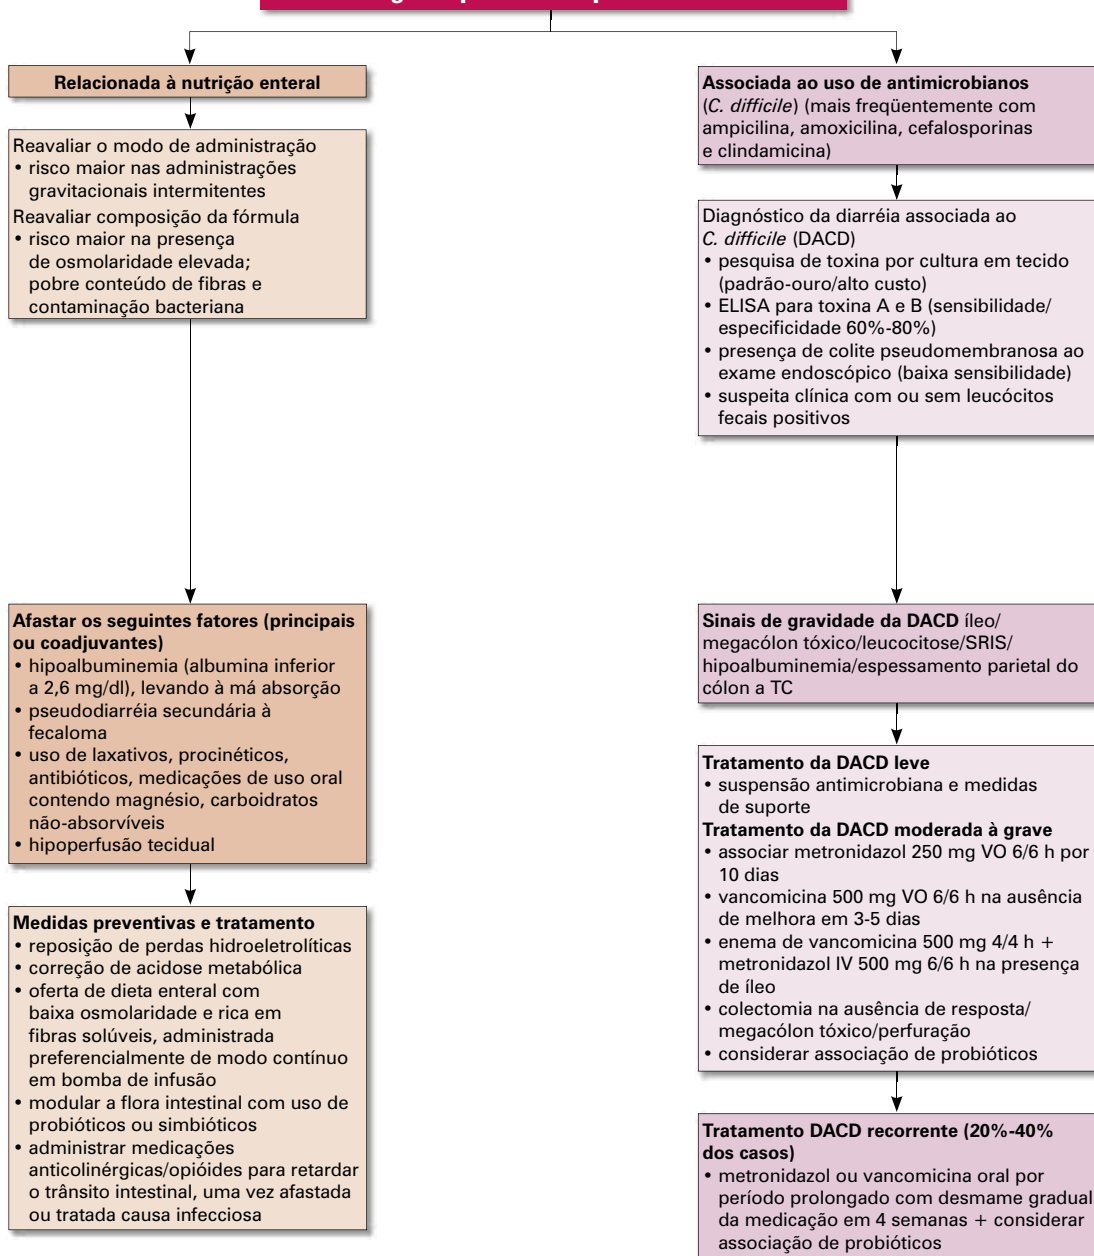 Relacionada à nutrição enteral
Reavaliar o modo de administração
• risco maior nas administrações
gravitacionais intermitentes
Reavaliar composição da fórmula
• risco maior na presença
de osmolaridade elevada;
pobre conteúdo de fibras e
contaminação bacteriana
Afastar os seguintes fatores (principais
ou coadjuvantes)
• hipoalbuminemia (albumina inferior
a 2,6 mg/dl), levando à má absorção
• pseudodiarréia secundária à
fecaloma
• uso de laxativos, procinéticos,
antibióticos, medicações de uso oral
contendo magnésio, carboidratos
não-absorvíveis
• hipoperfusão tecidual
Medidas preventivas e tratamento
• reposição de perdas hidroeletrolíticas
• correção de acidose metabólica
• oferta de dieta enteral com
baixa osmolaridade e rica em
fibras solúveis, administrada
preferencialmente de modo contínuo
em bomba de infusão
• modular a flora intestinal com uso de
probióticos ou simbióticos
• administrar medicações
anticolinérgicas/opióides para retardar
o trânsito intestinal, uma vez afastada
ou tratada causa infecciosa
Associada ao uso de antimicrobianos
(C. difficile) (mais freqüentemente com
ampicilina, amoxicilina, cefalosporinas
e clindamicina)
Diagnóstico da diarréia associada ao
C. difficile (DACD)
• pesquisa de toxina por cultura em tecido
(padrão-ouro/alto custo)
• ELISA para toxina A e B (sensibilidade/
especificidade 60%-80%)
• presença de colite pseudomembranosa ao
exame endoscópico (baixa sensibilidade)
• suspeita clínica com ou sem leucócitos
fecais positivos
Sinais de gravidade da DACD íleo/
megacólon tóxico/leucocitose/SRIS/
hipoalbuminemia/espessamento parietal do
cólon a TC
Tratamento da DACD leve
• suspensão antimicrobiana e medidas
de suporte
Tratamento da DACD moderada à grave
• associar metronidazol 250 mg VO 6/6 h por
10 dias
• vancomicina 500 mg VO 6/6 h na ausência
de melhora em 3-5 dias
• enema de vancomicina 500 mg 4/4 h +
metronidazol IV 500 mg 6/6 h na presença
de íleo
• colectomia na ausência de resposta/
megacólon tóxico/perfuração
• considerar associação de probióticos
Tratamento DACD recorrente (20%-40%
dos casos)
• metronidazol ou vancomicina oral por
período prolongado com desmame gradual
da medicação em 4 semanas + considerar
associação de probióticos